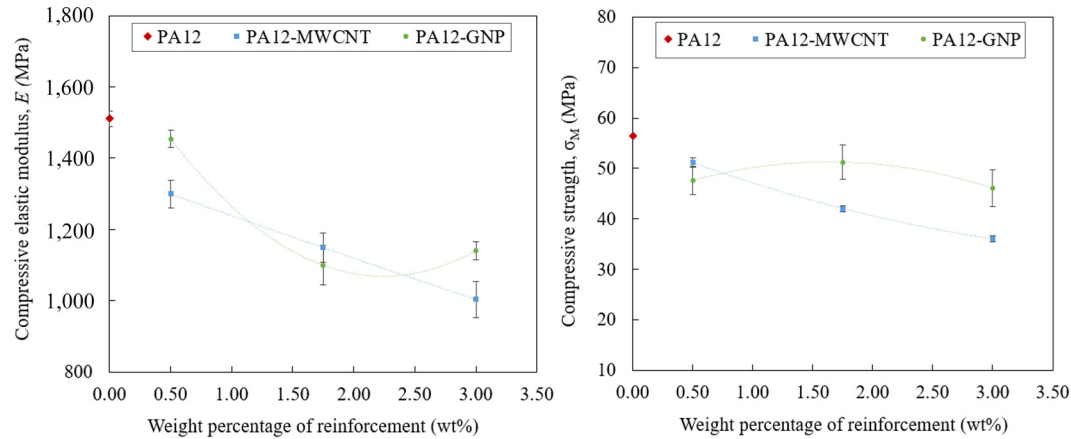 1,800
1,600
1,400
1,200
1,000
800
Compressive elastic modulus, E (MPa)
PA12 PA12-MWCNT PA12-GNP
0.00 0.50 1.00 1.50 2.00 2.50 3.00 3.50
Weight percentage of reinforcement (wt%)
80
70
60
50
40
30
20
10
Compressive strength, σM (MPa)
PA12 PA12-MWCNT PA12-GNP
0.00 0.50 1.00 1.50 2.00 2.50 3.00 3.50
Weight percentage of reinforcement (wt%)